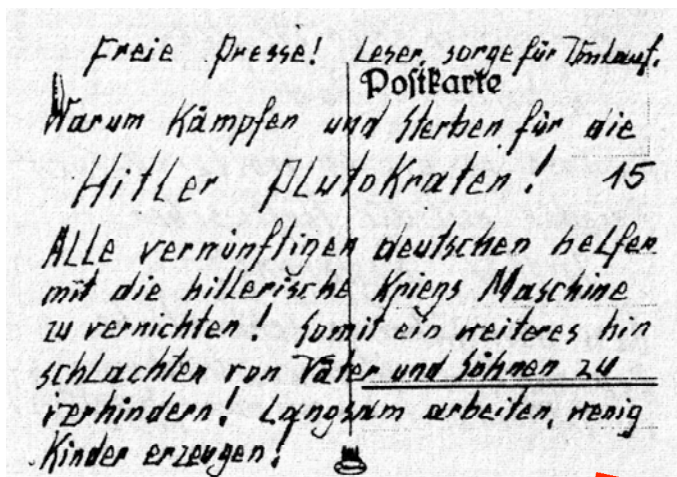 Freie Presse! Leser, sorge für Umlauf.
Postkarte
Warum Kämpfen und Sterben für die
Hitler Plutokraten! 15
Alle vernünftigen deutschen helfen
mit die hitlerische Kriegs Maschine
zu vernichten! Somit ein weiteres hin
schlachten von Väter und Söhnen zu
verhindern! Langsam arbeiten, wenig
Kinder erzeugen!